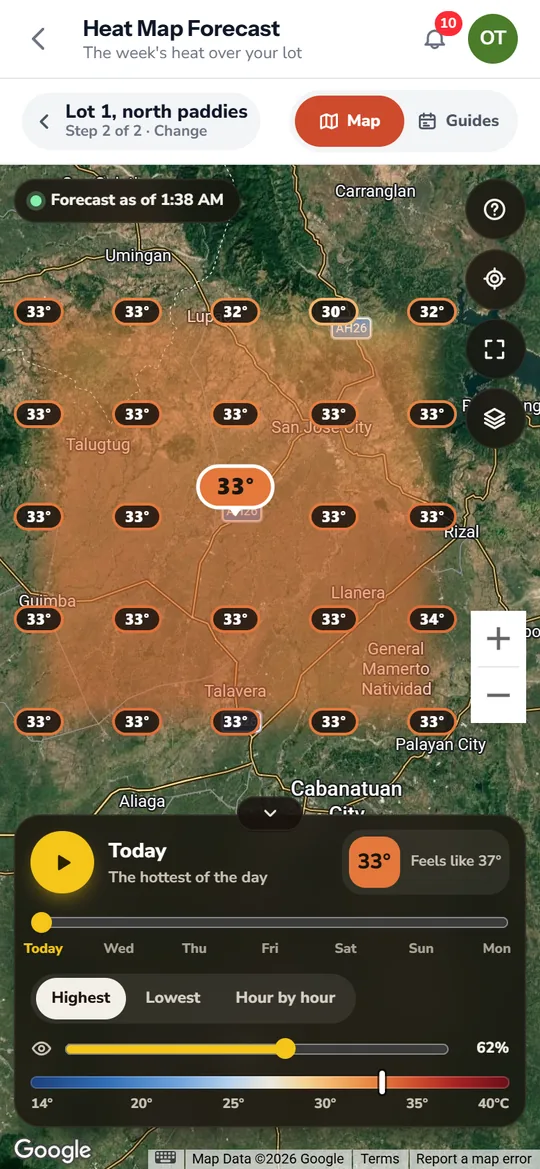 Heat Map Forecast
The week's heat over your lot
10
OT
Lot 1, north paddies
Step 2 of 2 · Change
Map
Guides
Forecast as of 1:38 AM
Carranglan
Umingan
33° 33° 32° 30° 32°
AH26
33° 33° 33° 33° 33°
San Jose City
Talugtug
33°
AH26
33° 33° 33° 33°
Rizal
Llanera
Guimba
33° 33° 33° 33° 34°
General
Mamerto
Natividad
Talavera
33° 33° 33° 33° 33°
Palayan City
Cabanatuan
City
Aliaga
Today
The hottest of the day
33°
Feels like 37°
Today Wed Thu Fri Sat Sun Mon
Highest Lowest Hour by hour
62%
14° 20° 25° 30° 35° 40°C
Google
Map Data ©2026 Google Terms Report a map error